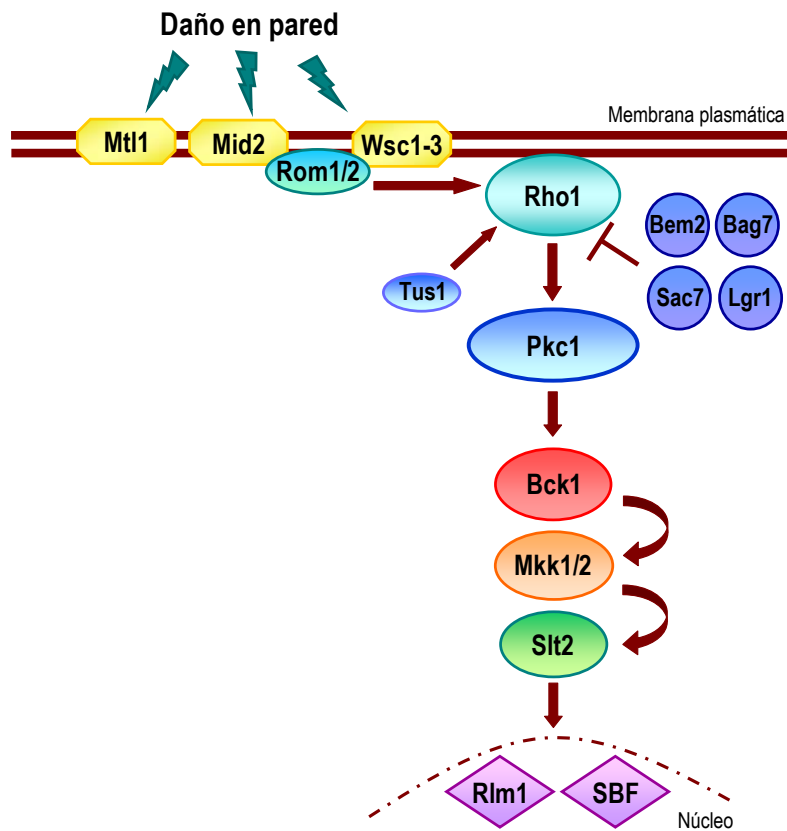 Daño en pared
Membrana plasmática
Mtl1
Mid2
Wsc1-3
Rom1/2
Rho1
Bem2
Bag7
Tus1
Sac7
Lgr1
Pkc1
Bck1
Mkk1/2
Slt2
Rlm1
SBF
Núcleo